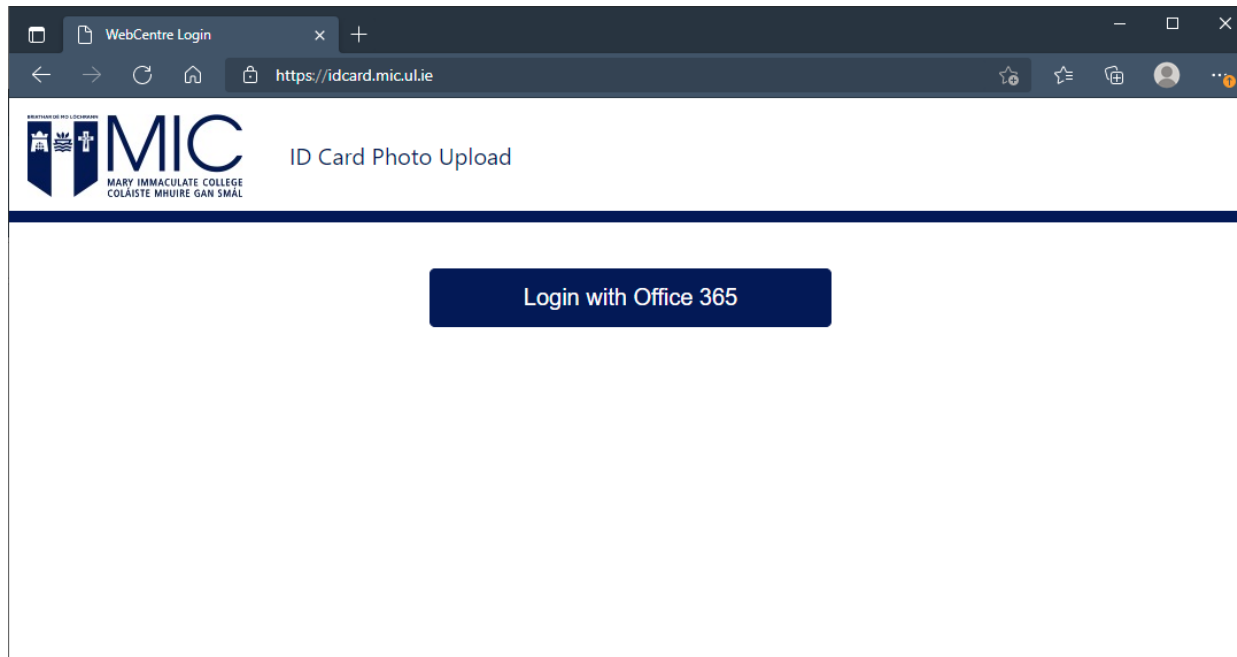 WebCentre Login
https://idcard.mic.ul.ie
MIC
MARY IMMACULATE COLLEGE
COLÁISTE MHUIRE GAN SMÁL
ID Card Photo Upload
Login with Office 365